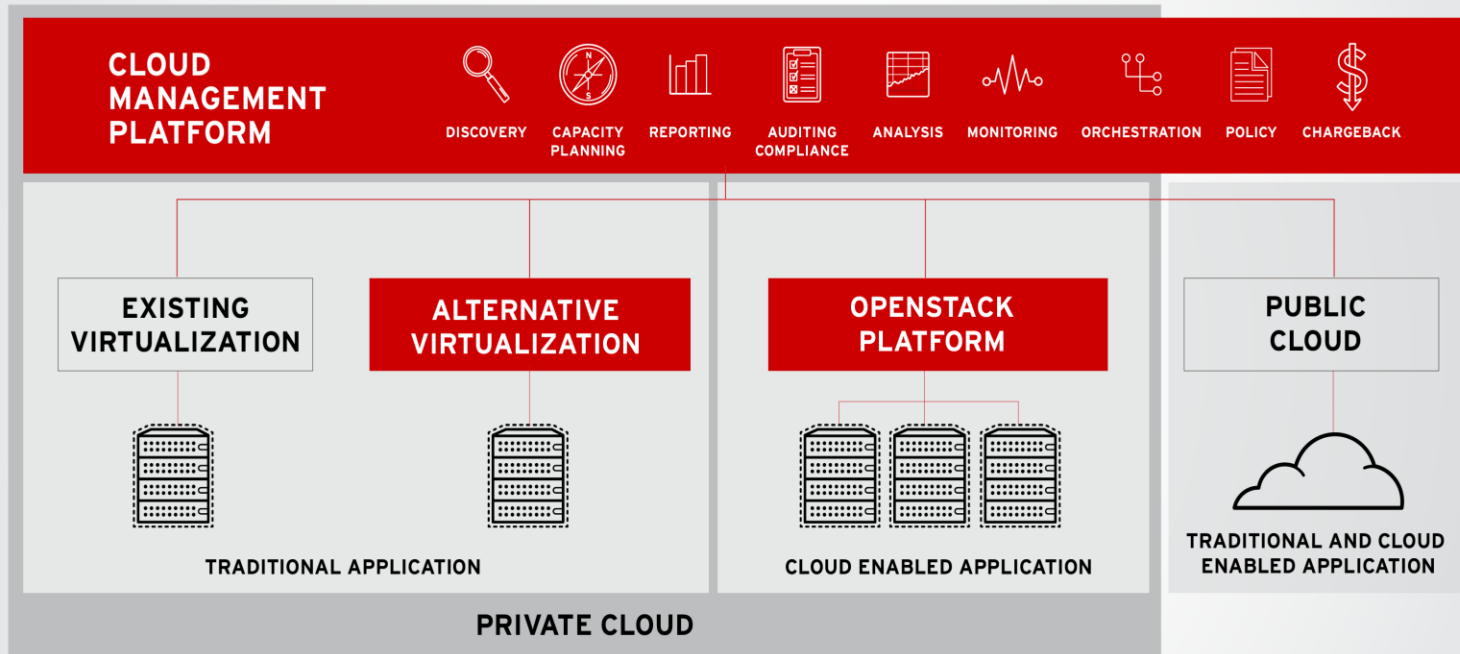 CLOUD
MANAGEMENT
PLATFORM
DISCOVERY
CAPACITY
PLANNING
REPORTING
AUDITING
COMPLIANCE
ANALYSIS
MONITORING
ORCHESTRATION
POLICY
CHARGEBACK
N
S
EXISTING
VIRTUALIZATION
ALTERNATIVE
VIRTUALIZATION
OPENSTACK
PLATFORM
PUBLIC
CLOUD
TRADITIONAL APPLICATION
CLOUD ENABLED APPLICATION
TRADITIONAL AND CLOUD
ENABLED APPLICATION
PRIVATE CLOUD